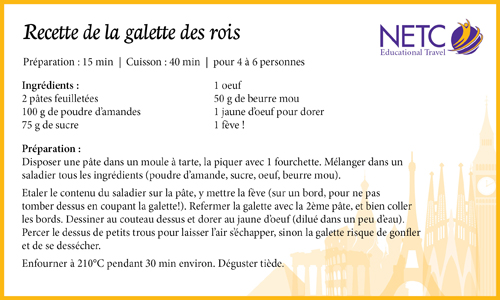 Recette de la galette des rois
NETC
Educational Travel
Préparation : 15 min | Cuisson : 40 min | pour 4 à 6 personnes
Ingrédients :
2 pâtes feuilletées
100 g de poudre d'amandes
75 g de sucre
1 oeuf
50 g de beurre mou
1 jaune d'oeuf pour dorer
1 fève !
Préparation :
Disposer une pâte dans un moule à tarte, la piquer avec 1 fourchette. Mélanger dans un
saladier tous les ingrédients (poudre d'amande, sucre, oeuf, beurre mou).
Etaler le contenu du saladier sur la pâte, y mettre la fève (sur un bord, pour ne pas
tomber dessus en coupant la galette!). Refermer la galette avec la 2ème pâte, et bien coller
les bords. Dessiner au couteau dessus et dorer au jaune d'oeuf (dilué dans un peu d'eau).
Percer le dessus de petits trous pour laisser l'air s'échapper, sinon la galette risque de gonfler
et de se dessécher.
Enfourner à 210°C pendant 30 min environ. Déguster tiède.